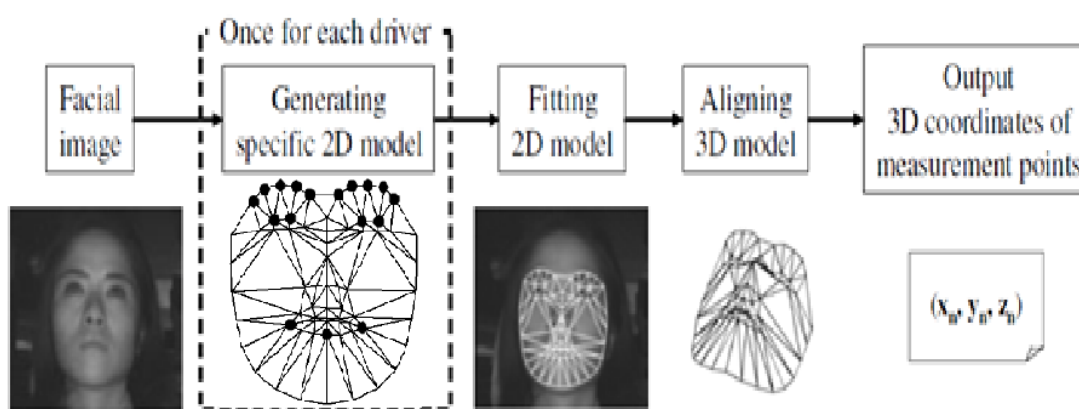 Once for each driver
Facial
image
Generating
specific 2D model
Fitting
2D model
Aligning
3D model
Output
3D coordinates of
measurement points
(xₙ, yₙ, zₙ)